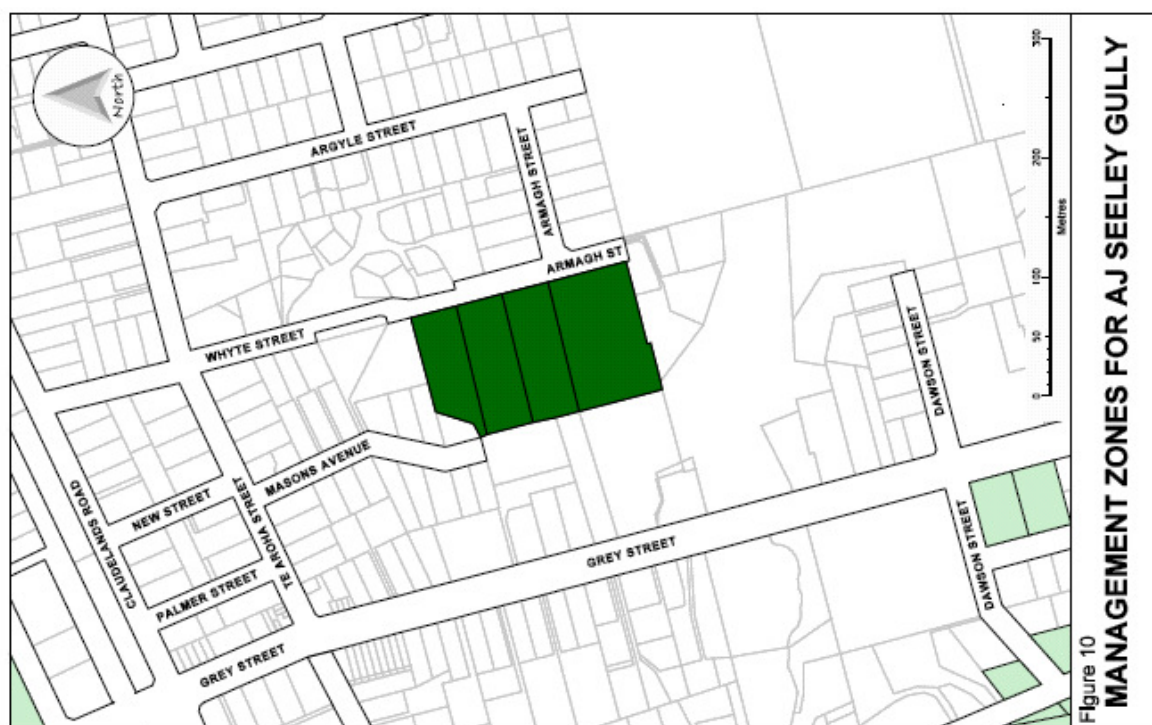 North
ARGYLE STREET
ARMAGH STREET
ARMAGH ST
WHYTE STREET
MASONS AVENUE
CLAUDELANDS ROAD
NEW STREET
TE AROHA STREET
PALMER STREET
GREY STREET
GREY STREET
DAWSON STREET
DAWSON STREET
0 50 100 200 300
Metres
Figure 10
MANAGEMENT ZONES FOR AJ SEELEY GULLY